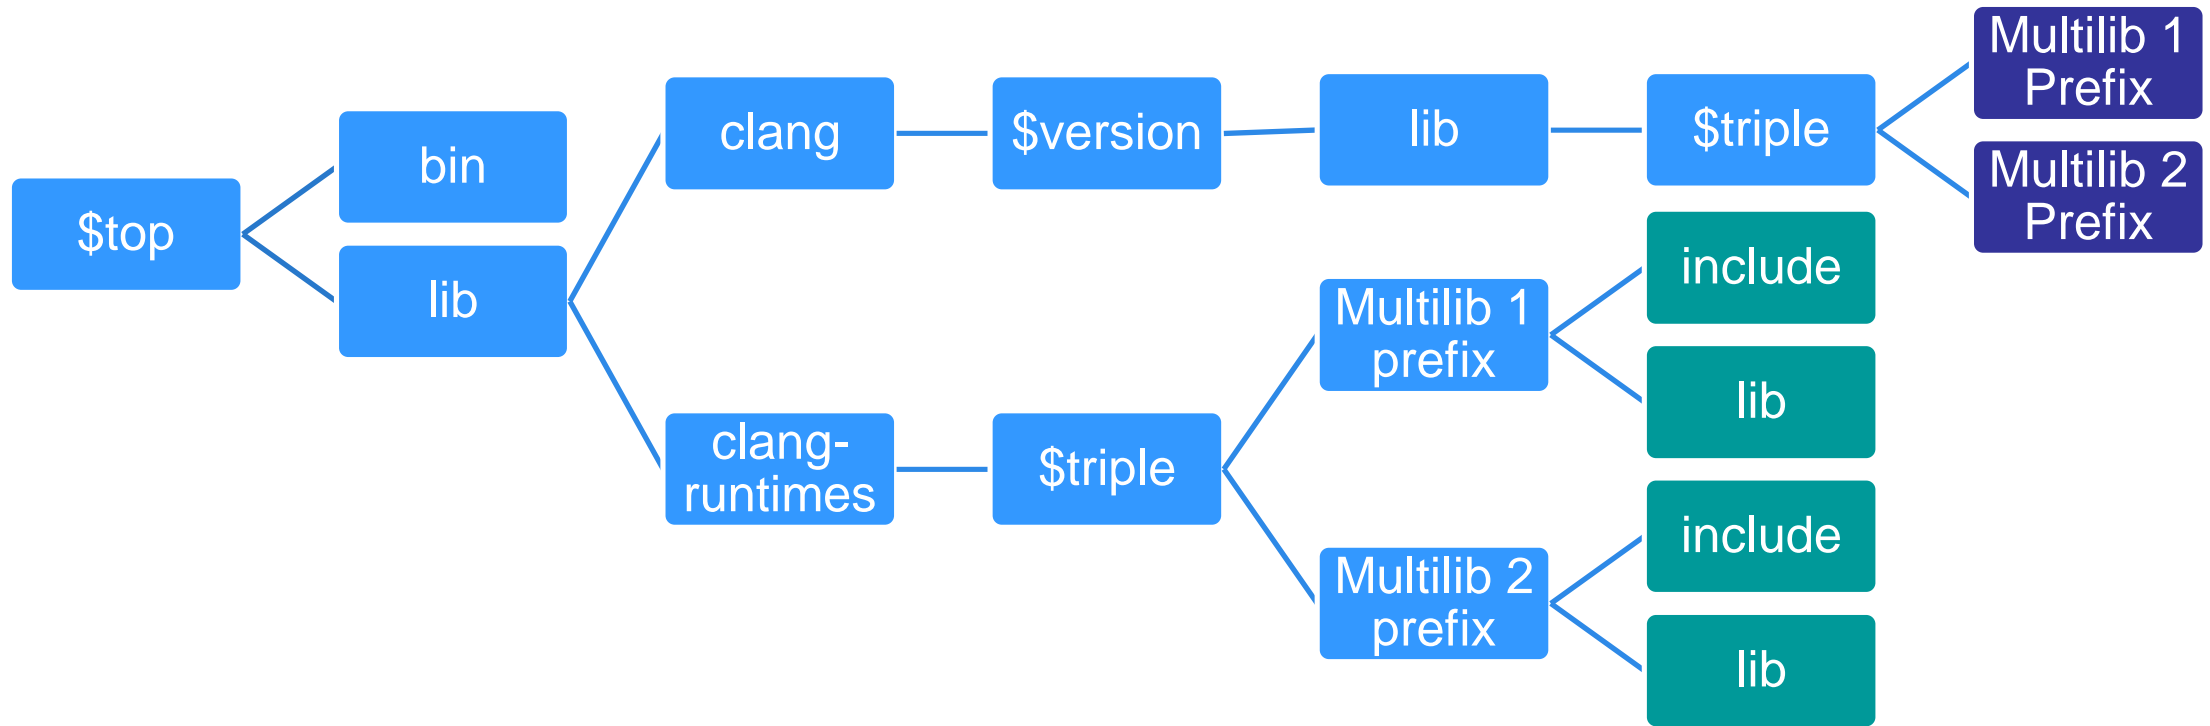 $top
bin
lib
clang
$version
lib
$triple
Multilib 1
Prefix
Multilib 2
Prefix
clang-
runtimes
$triple
Multilib 1
prefix
include
lib
Multilib 2
prefix
include
lib